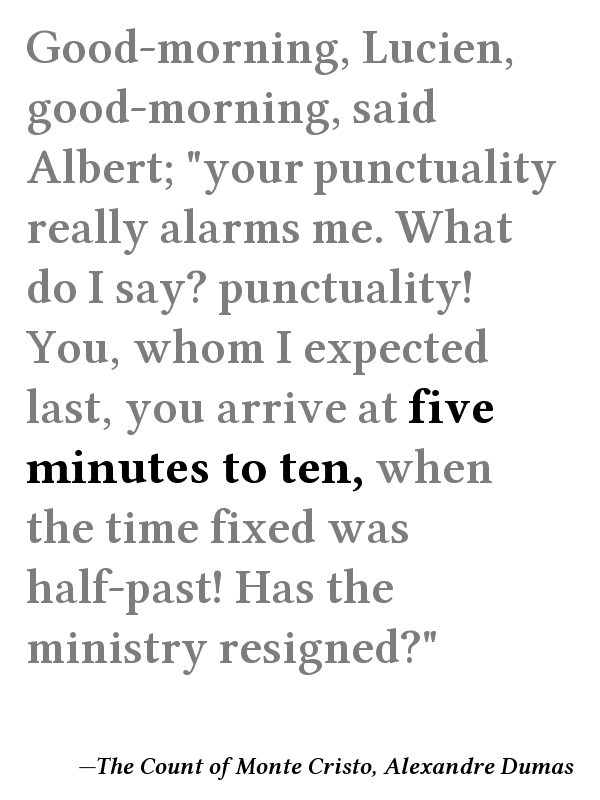 Good-morning, Lucien,
good-morning, said
Albert; "your punctuality
really alarms me. What
do I say? punctuality!
You, whom I expected
last, you arrive at five
minutes to ten, when
the time fixed was
half-past! Has the
ministry resigned?"
—The Count of Monte Cristo, Alexandre Dumas